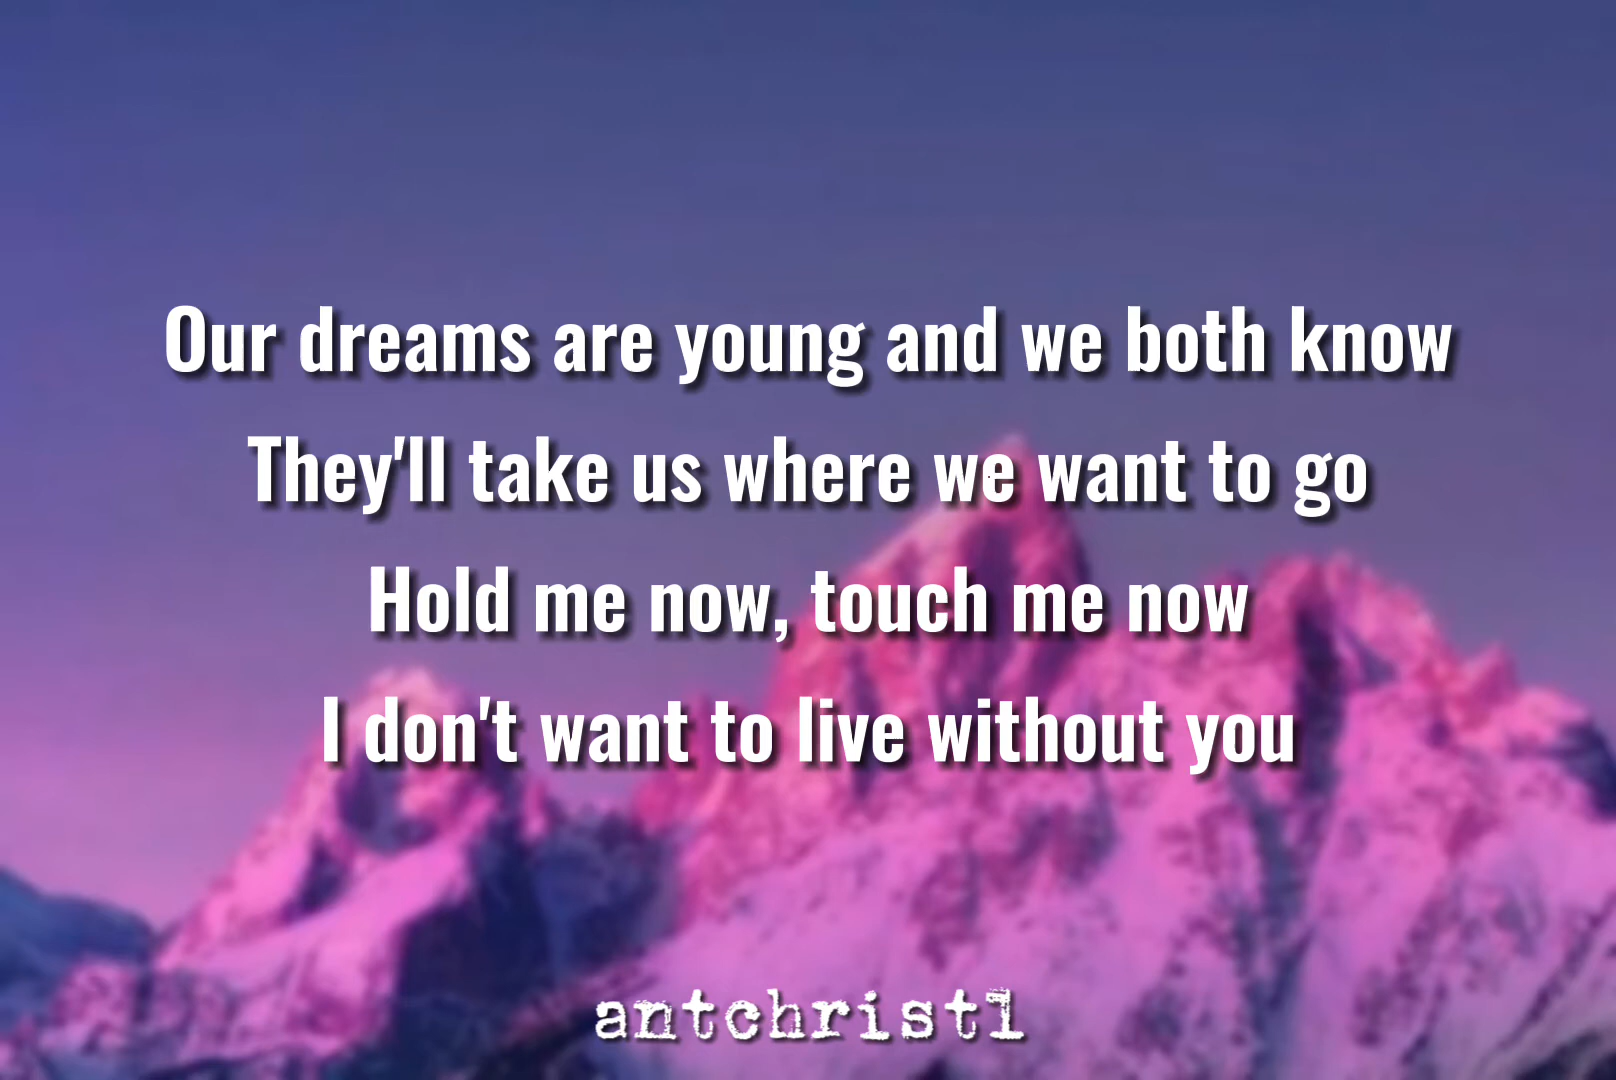 Our dreams are young and we both know
They'll take us where we want to go
Hold me now, touch me now
I don't want to live without you
antchrist1